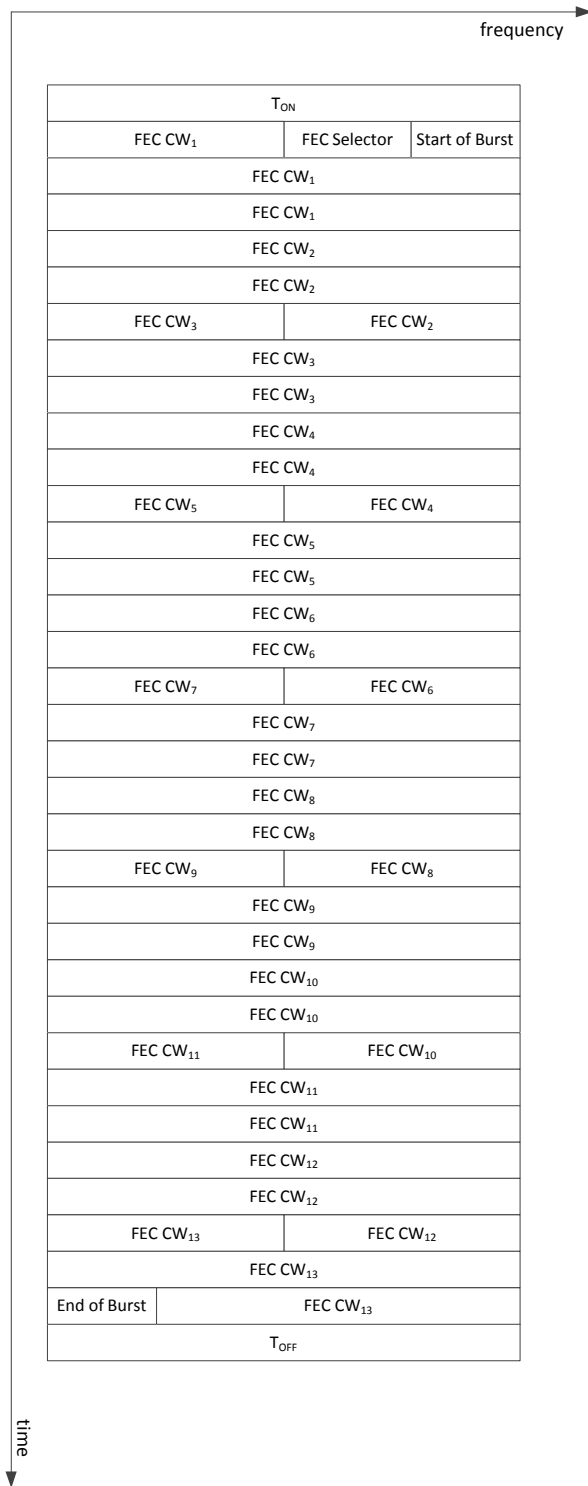 frequency
T_ON
FEC CW₁ FEC Selector Start of Burst
FEC CW₁
FEC CW₁
FEC CW₂
FEC CW₂
FEC CW₃ FEC CW₂
FEC CW₃
FEC CW₃
FEC CW₄
FEC CW₄
FEC CW₅ FEC CW₄
FEC CW₅
FEC CW₅
FEC CW₆
FEC CW₆
FEC CW₇ FEC CW₆
FEC CW₇
FEC CW₇
FEC CW₈
FEC CW₈
FEC CW₉ FEC CW₈
FEC CW₉
FEC CW₉
FEC CW₁₀
FEC CW₁₀
FEC CW₁₁ FEC CW₁₀
FEC CW₁₁
FEC CW₁₁
FEC CW₁₂
FEC CW₁₂
FEC CW₁₃ FEC CW₁₂
FEC CW₁₃
End of Burst FEC CW₁₃
T_OFF
time